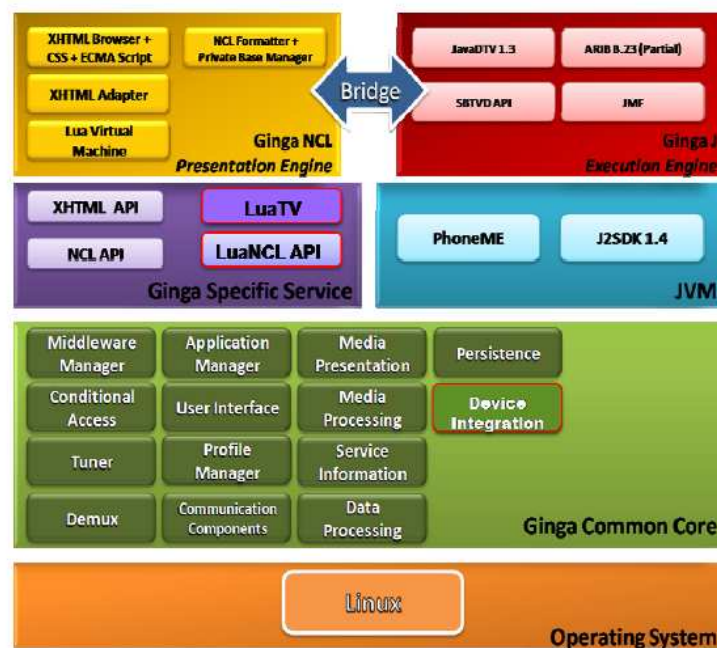 XHTML Browser +
CSS + ECMA Script
NCL Formatter +
Private Base Manager
XHTML Adapter
Lua Virtual
Machine
Ginga NCL
Presentation Engine
Bridge
JavaDTV 1.3
ARIB B.23 (Partial)
SBTVD API
JMF
Ginga J
Execution Engine
XHTML API
LuaTV
NCL API
LuaNCL API
Ginga Specific Service
PhoneME
J2SDK 1.4
JVM
Middleware
Manager
Application
Manager
Media
Presentation
Persistence
Conditional
Access
User Interface
Media
Processing
Device
Integration
Tuner
Profile
Manager
Service
Information
Demux
Communication
Components
Data
Processing
Ginga Common Core
Linux
Operating System